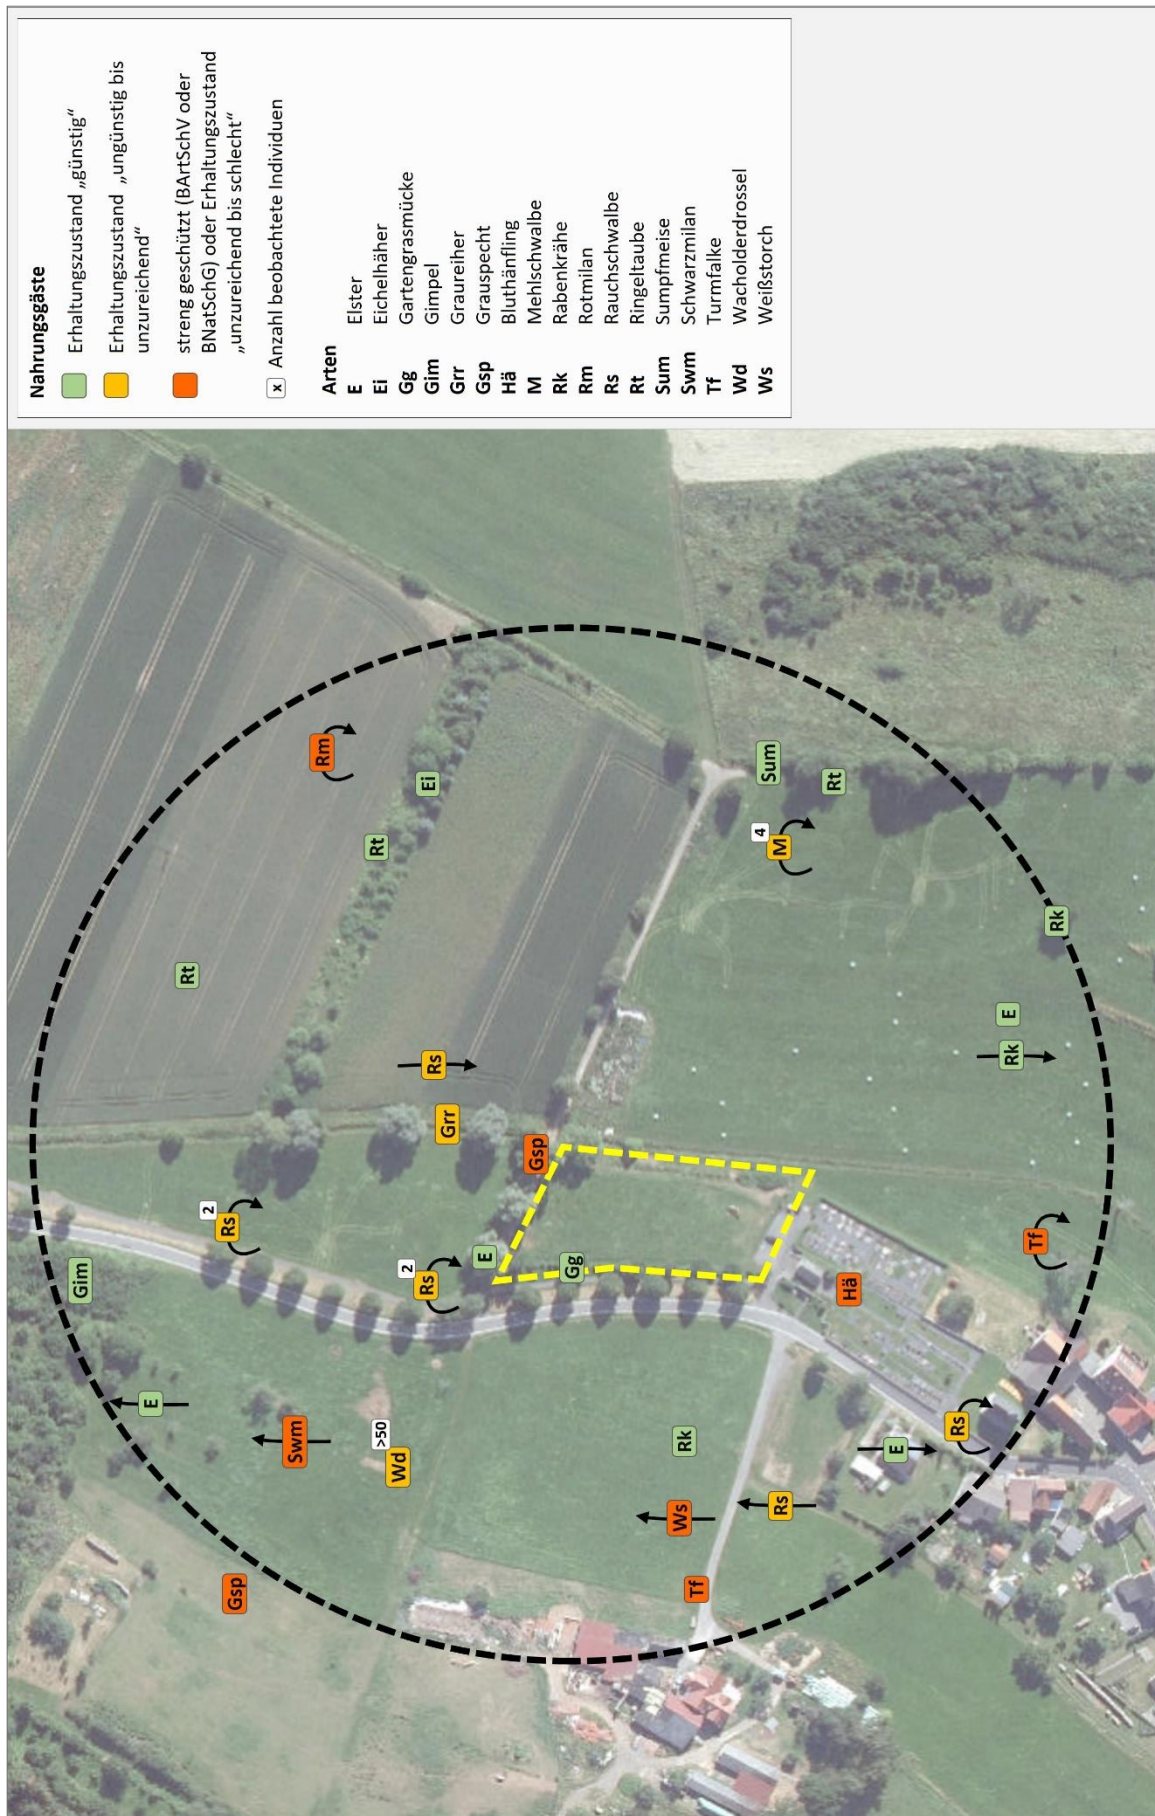 Nahrungsgäste
Erhaltungszustand „günstig“
Erhaltungszustand „ungünstig bis
unzureichend“
streng geschützt (BArtSchV oder
BNatSchG) oder Erhaltungszustand
„unzureichend bis schlecht“
x Anzahl beobachtete Individuen
Arten
E Elster
Ei Eichelhäher
Gg Gartengrasmücke
Gim Gimpel
Grr Graureiher
Gsp Grauspecht
Hä Bluthänfling
M Mehlschwalbe
Rk Rabenkrähe
Rm Rotmilan
Rs Rauchschwalbe
Rt Ringeltaube
Sum Sumpfmeise
Swm Schwarzmilan
Tf Turmfalke
Wd Wacholderdrossel
Ws Weißstorch
Gsp
Tf
Ws
Rs
Wd
>50
Swm
E
Rk
E
Rs
Gim
Rs
2
E
Gg
Hä
Rs
2
Tf
Gsp
Grr
Rs
Rk
E
Rt
Rk
Rt
M
4
Ei
Rt
Sum
Rm